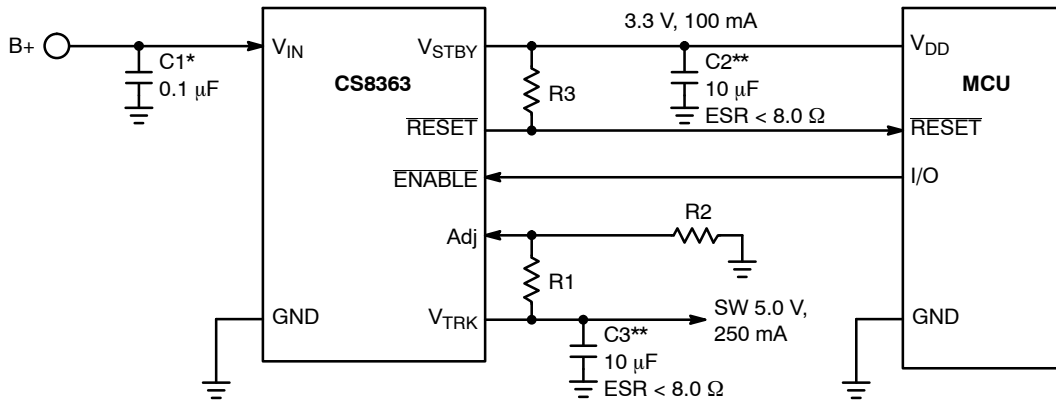 B+
C1*
0.1 μF
V_IN
CS8363
V_STBY
RESET
ENABLE
Adj
GND
V_TRK
3.3 V, 100 mA
R3
C2**
10 μF
ESR < 8.0 Ω
R2
R1
SW 5.0 V,
250 mA
C3**
10 μF
ESR < 8.0 Ω
V_DD
MCU
RESET
I/O
GND